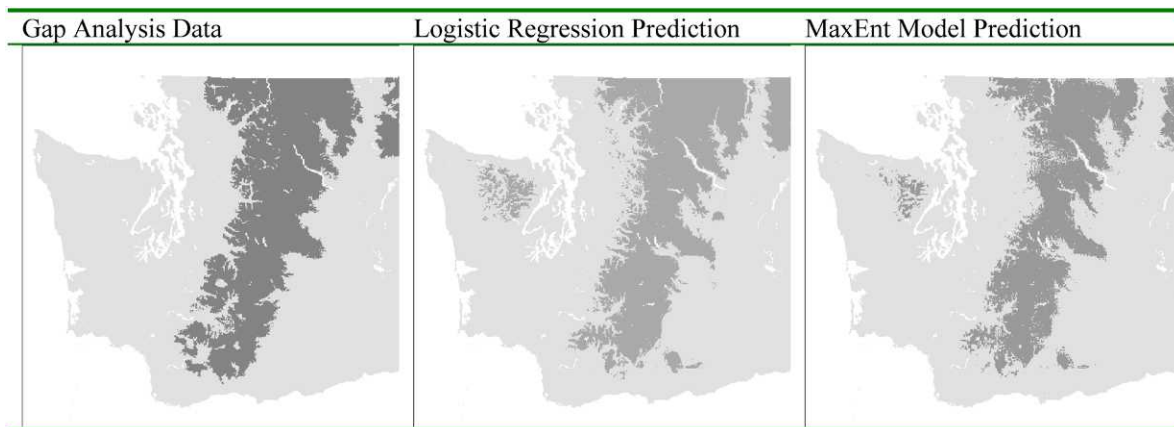 Gap Analysis Data
Logistic Regression Prediction
MaxEnt Model Prediction